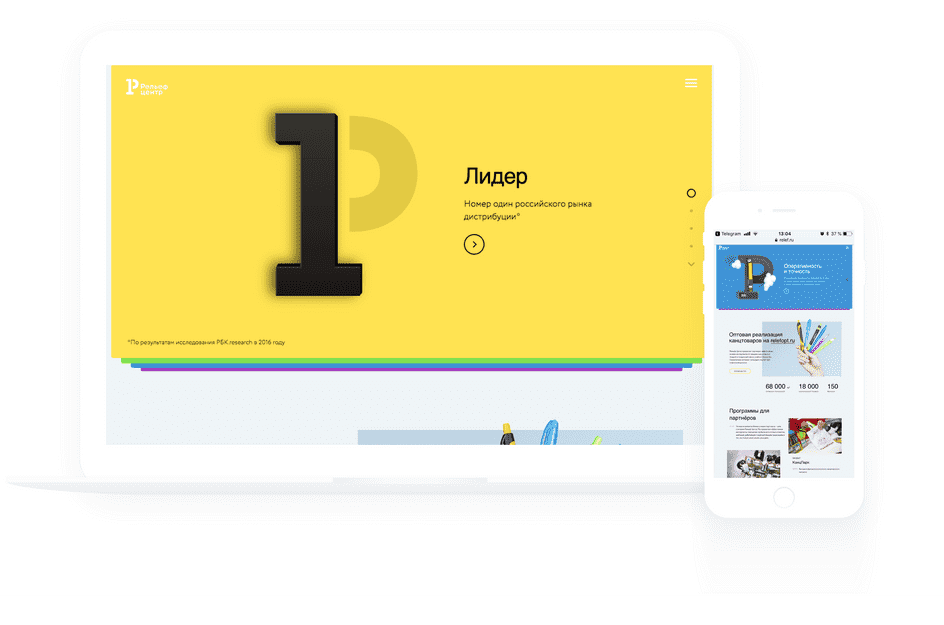 Рельеф
центр
Лидер
Номер один российского рынка
дистрибуции*
*По результатам исследования РБК.research в 2016 году
Telegram 13:04 37 %
relef.ru
Оперативность
и точность
Оптовая реализация
канцтоваров на relefopt.ru
68 000 18 000 150
Программы для
партнёров
КанцПарк